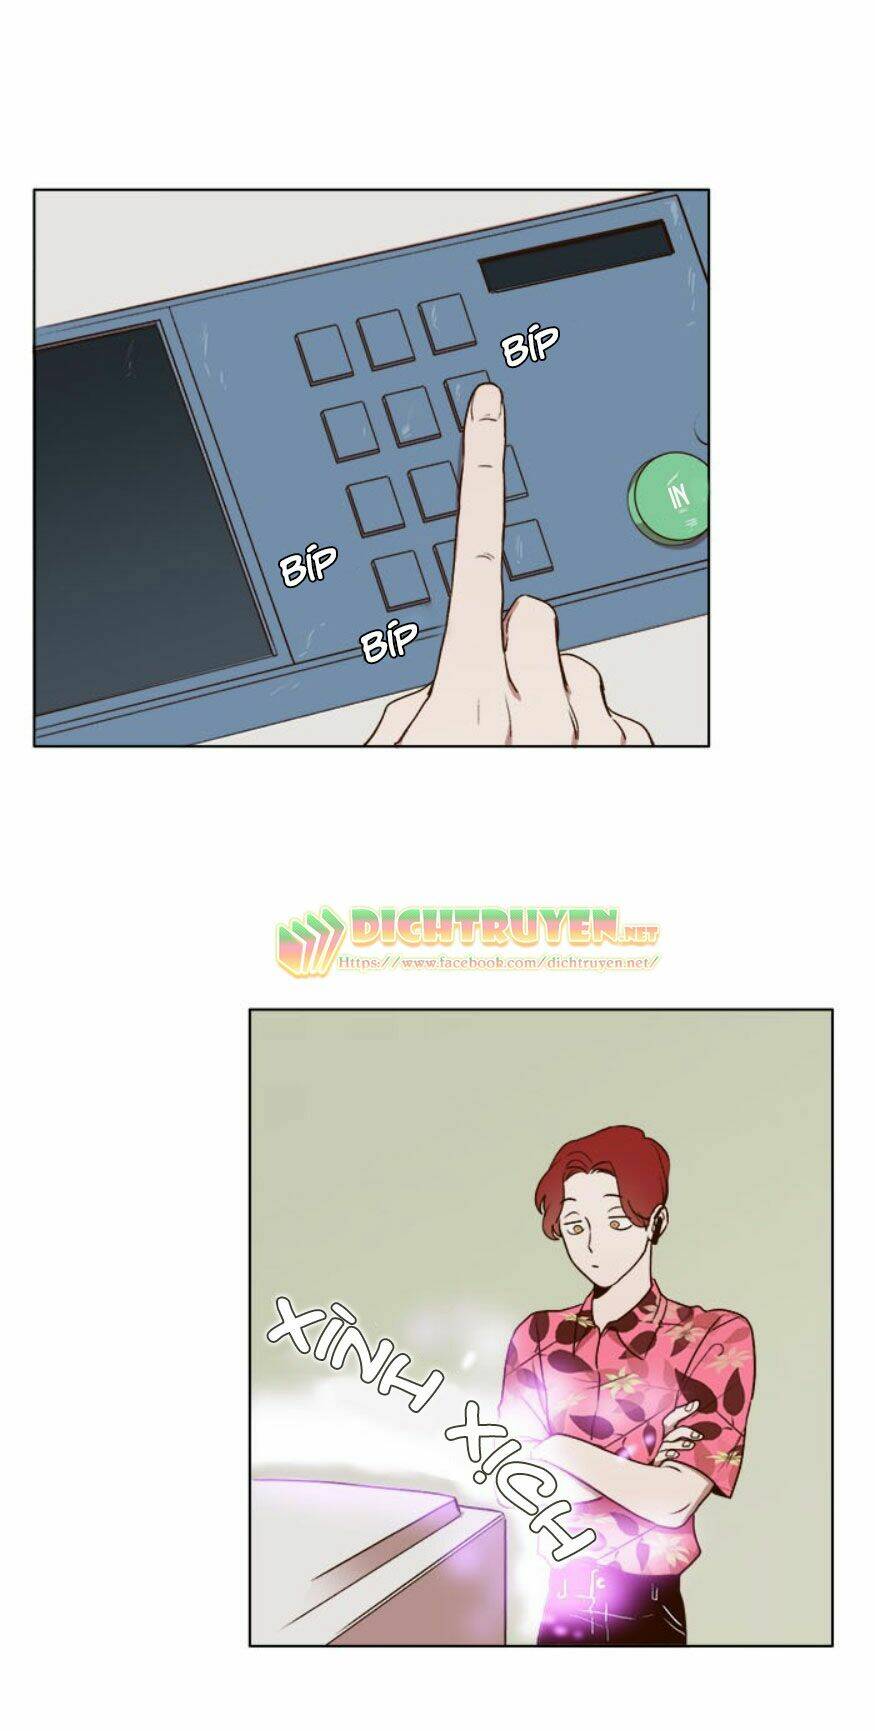 BÍP
IN
BÍP
BÍP
DICHTRUYEN.NET
Https://www.facebook.com/dichtruyen.net/
XÌNH
XỊCH